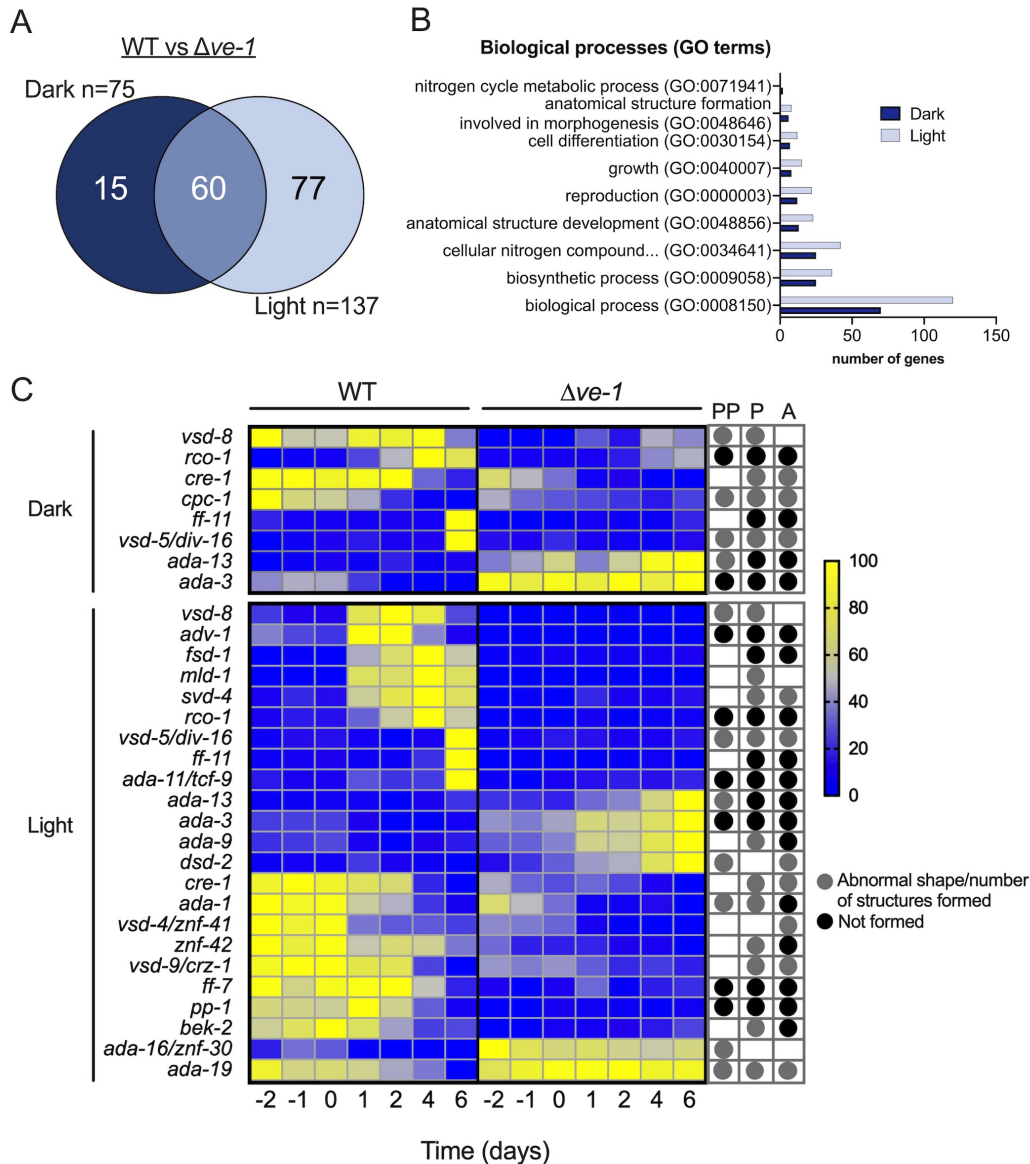 A
WT vs Δve-1
Dark n=75
15
60
77
Light n=137
B
Biological processes (GO terms)
nitrogen cycle metabolic process (GO:0071941)
anatomical structure formation
involved in morphogenesis (GO:0048646)
cell differentiation (GO:0030154)
growth (GO:0040007)
reproduction (GO:0000003)
anatomical structure development (GO:0048856)
cellular nitrogen compound... (GO:0034641)
biosynthetic process (GO:0009058)
biological process (GO:0008150)
Dark
Light
0 50 100 150
number of genes
C
WT
Δve-1
PP P A
Dark
vsd-8
rco-1
cre-1
cpc-1
ff-11
vsd-5/div-16
ada-13
ada-3
Light
vsd-8
adv-1
fsd-1
mld-1
svd-4
rco-1
vsd-5/div-16
ff-11
ada-11/tcf-9
ada-13
ada-3
ada-9
dsd-2
cre-1
ada-1
vsd-4/znf-41
znf-42
vsd-9/crz-1
ff-7
pp-1
bek-2
ada-16/znf-30
ada-19
-2 -1 0 1 2 4 6 -2 -1 0 1 2 4 6
Time (days)
100
80
60
40
20
0
Abnormal shape/number
of structures formed
Not formed